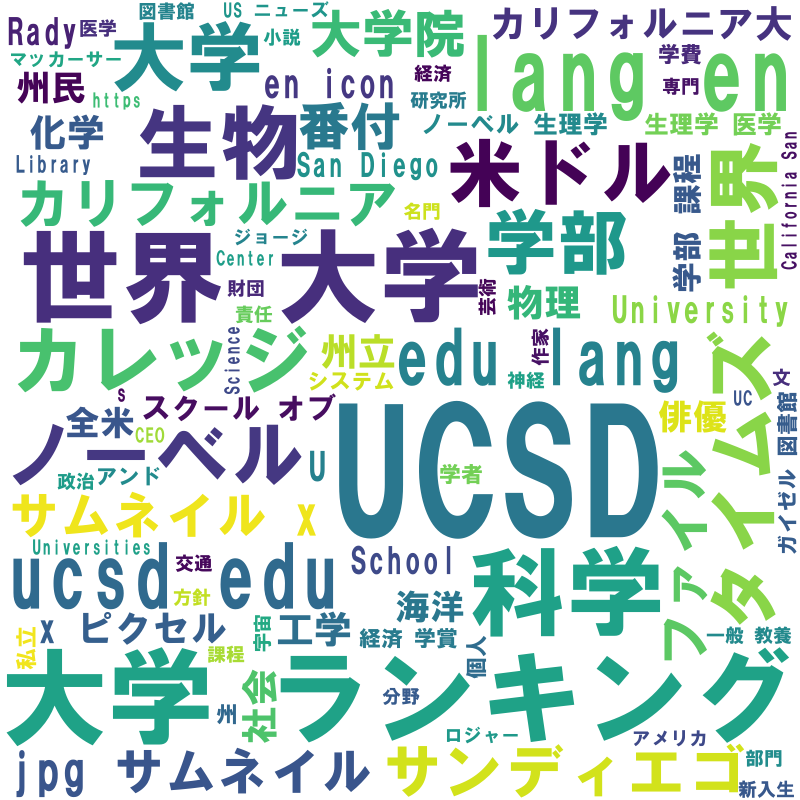 図書館
US ニューズ
カリフォルニア大
Rady
医学
小説
大学院
lang en
マッカーサー
大学
経済
学費
州民
https
en icon
研究所
専門
化学
生物
番付
ノーベル 生理学
生理学 医学
Library
San Diego
米ドル
課程
世界
California San
カリフォルニア
名門
学部
学部
世界 大学
ジョージ
Center
財団
責任
芸術
物理
University
カレッジ
Science
州立
edu lang
作家
タイムズ
システム
神経
文
S
スクール オブ
UC
全米
CEO
UCSD
俳優
図書館
ノーベル
U
学者
ファイル
政治
アンド
ガイゼル
サムネイル x
Universities
交通
School
科学
ucsd edu
方針
海洋
x ピクセル
宇宙
工学
経済 学賞
一般 教養
私立
課程
個人
大学 ランキング
社会
州
分野
ロジャー
アメリカ
jpg
サムネイル
サンディエゴ
部門
新入生